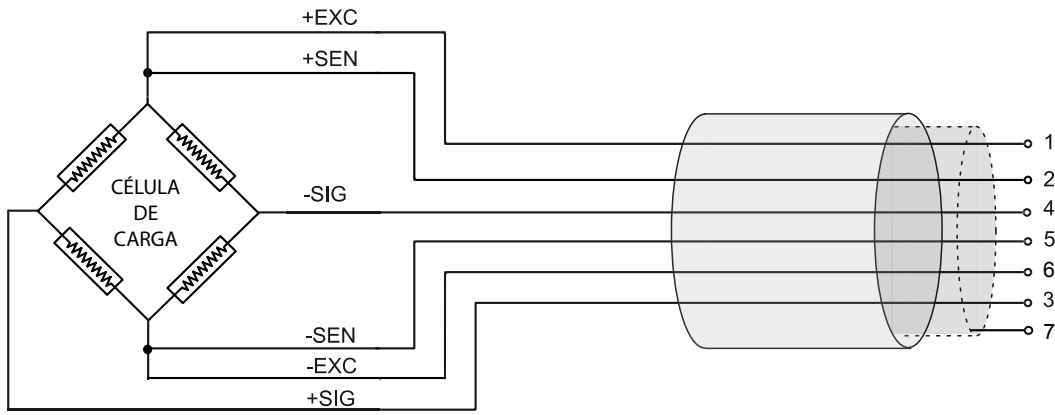 +EXC
+SEN
1
2
-SIG
4
CÉLULA
DE
CARGA
5
6
3
-SEN
7
-EXC
+SIG